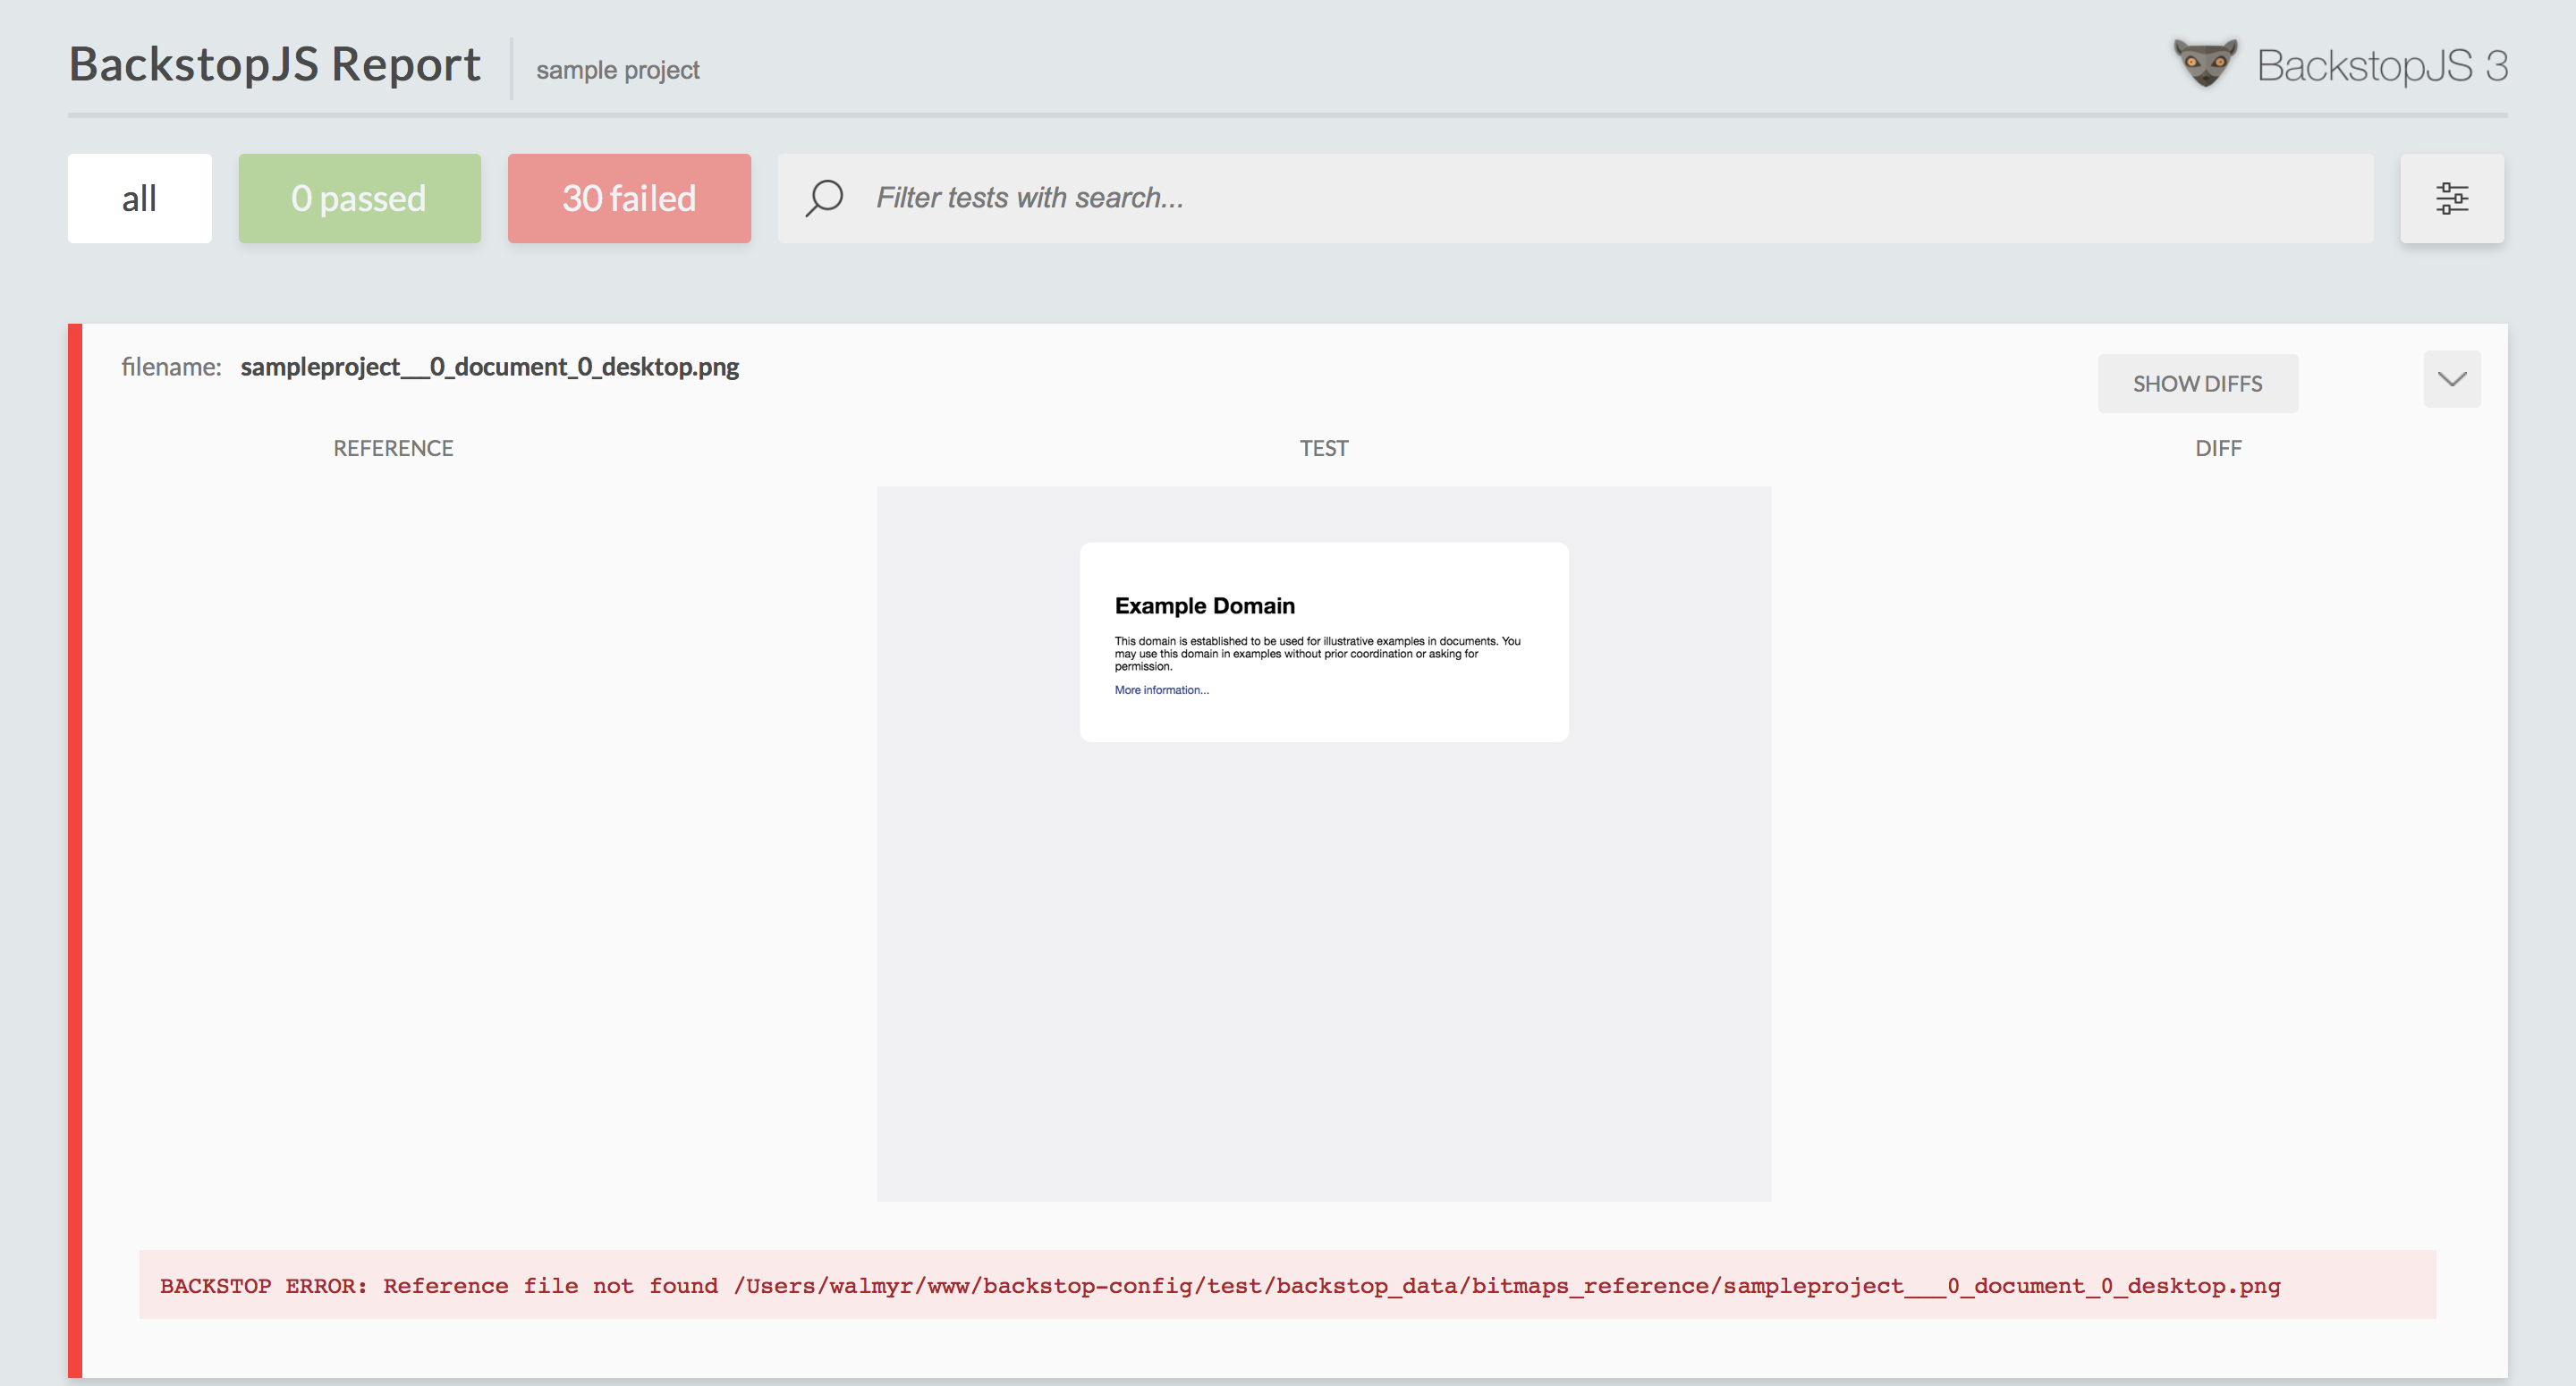 BackstopJS Report
sample project
BackstopJS 3
all
0 passed
30 failed
Filter tests with search...
filename: sampleproject___0_document_0_desktop.png
SHOW DIFFS
REFERENCE
TEST
DIFF
Example Domain
This domain is established to be used for illustrative examples in documents. You
may use this domain in examples without prior coordination or asking for
permission.
More information...
BACKSTOP ERROR: Reference file not found /Users/walmyr/www/backstop-config/test/backstop_data/bitmaps_reference/sampleproject___0_document_0_desktop.png